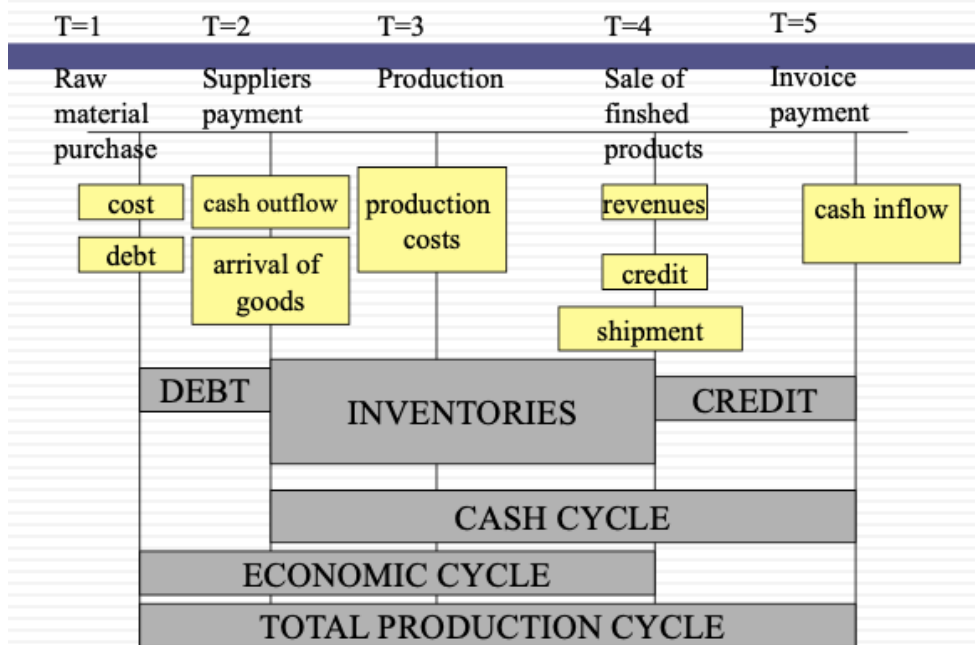 T=1 T=2 T=3 T=4 T=5
Raw material purchase
Suppliers payment
Production
Sale of finshed products
Invoice payment
cost
debt
cash outflow
arrival of goods
production costs
revenues
credit
shipment
cash inflow
DEBT
INVENTORIES
CREDIT
CASH CYCLE
ECONOMIC CYCLE
TOTAL PRODUCTION CYCLE